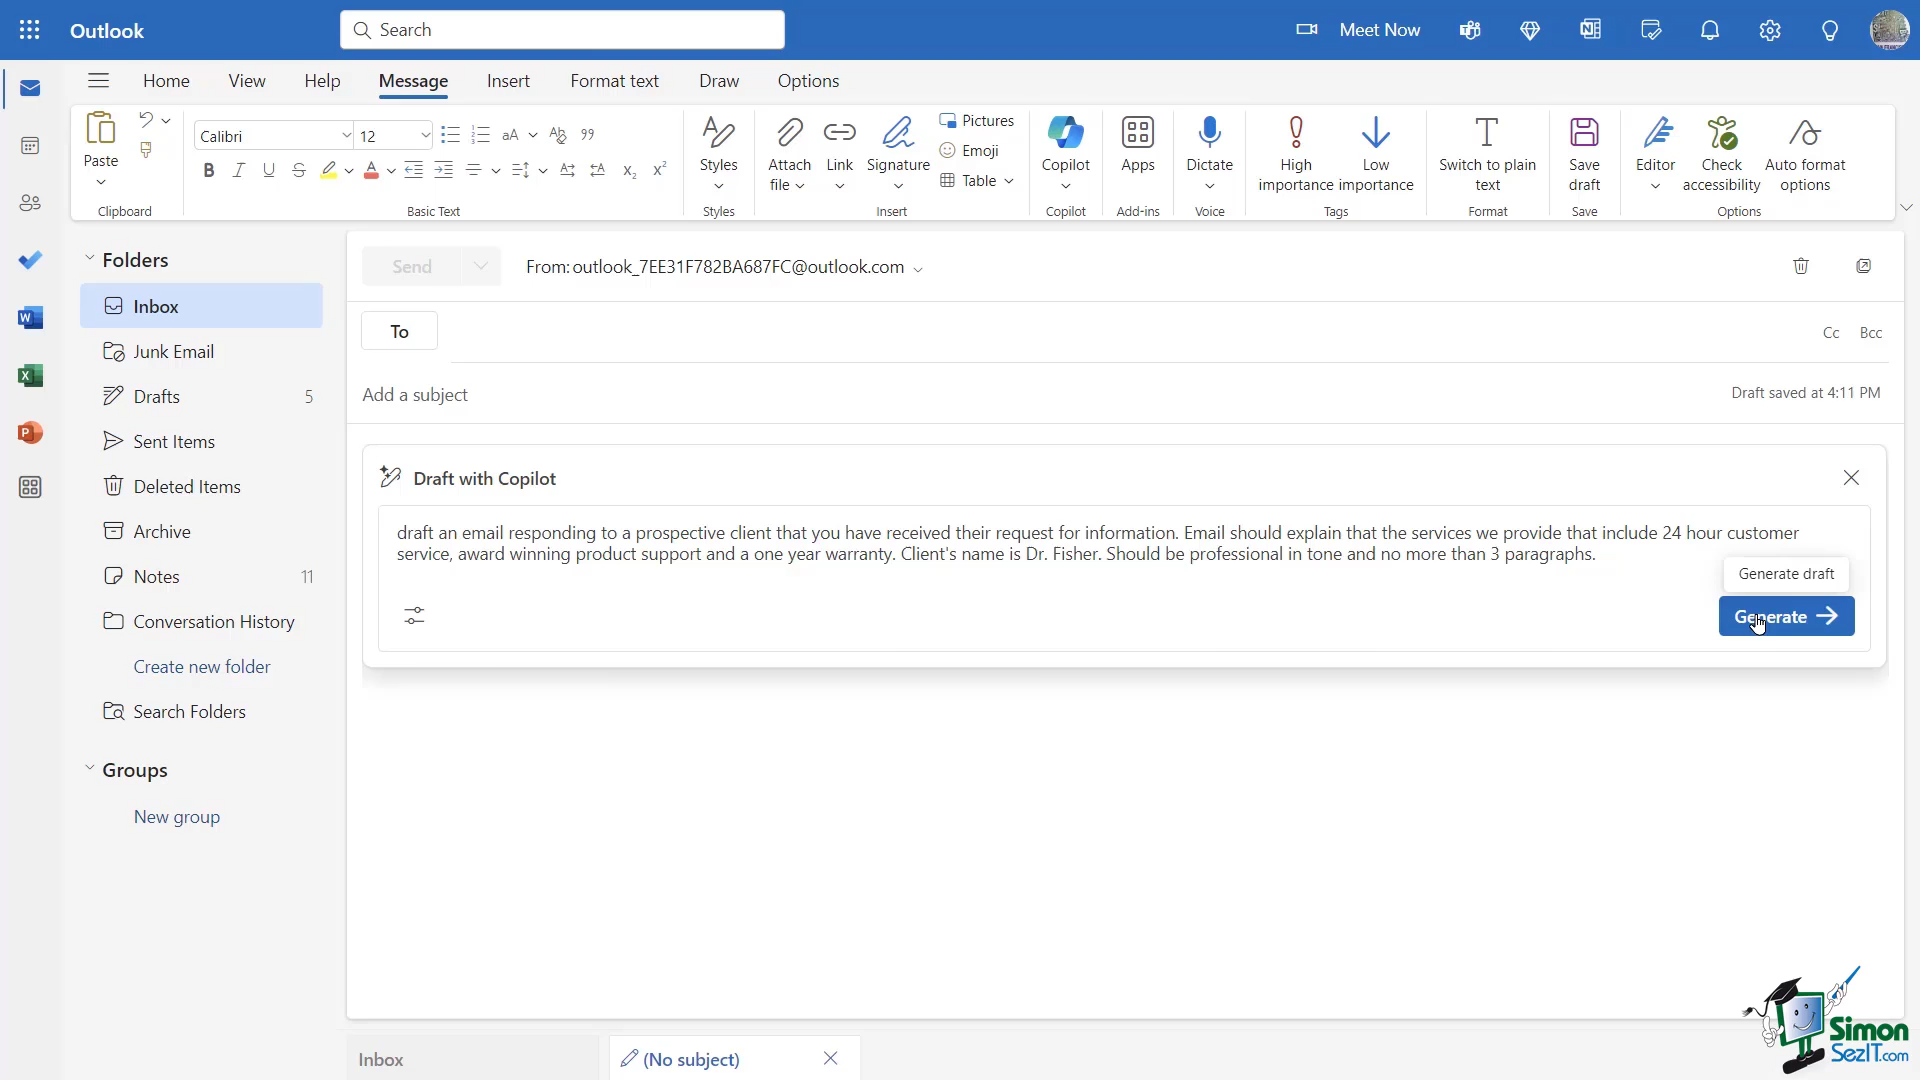 Outlook
Search
Meet Now
Home View Help Message Insert Format text Draw Options
Paste
Calibri 12
Styles
Attach file
Link
Signature
Pictures
Emoji
Table
Copilot
Apps
Dictate
High importance
Low importance
Switch to plain text
Save draft
Editor
Check accessibility
Auto format options
Clipboard Basic Text Styles Insert Copilot Add-ins Voice Tags Format Save Options
Folders
Inbox
Junk Email
Drafts 5
Sent Items
Deleted Items
Archive
Notes 11
Conversation History
Create new folder
Search Folders
Groups
New group
Send From: outlook_7EE31F782BA687FC@outlook.com
To Cc Bcc
Add a subject Draft saved at 4:11 PM
Draft with Copilot
draft an email responding to a prospective client that you have received their request for information. Email should explain that the services we provide that include 24 hour customer
service, award winning product support and a one year warranty. Client's name is Dr. Fisher. Should be professional in tone and no more than 3 paragraphs.
Generate draft
Generate
Inbox (No subject)
Simon
SezIT.com